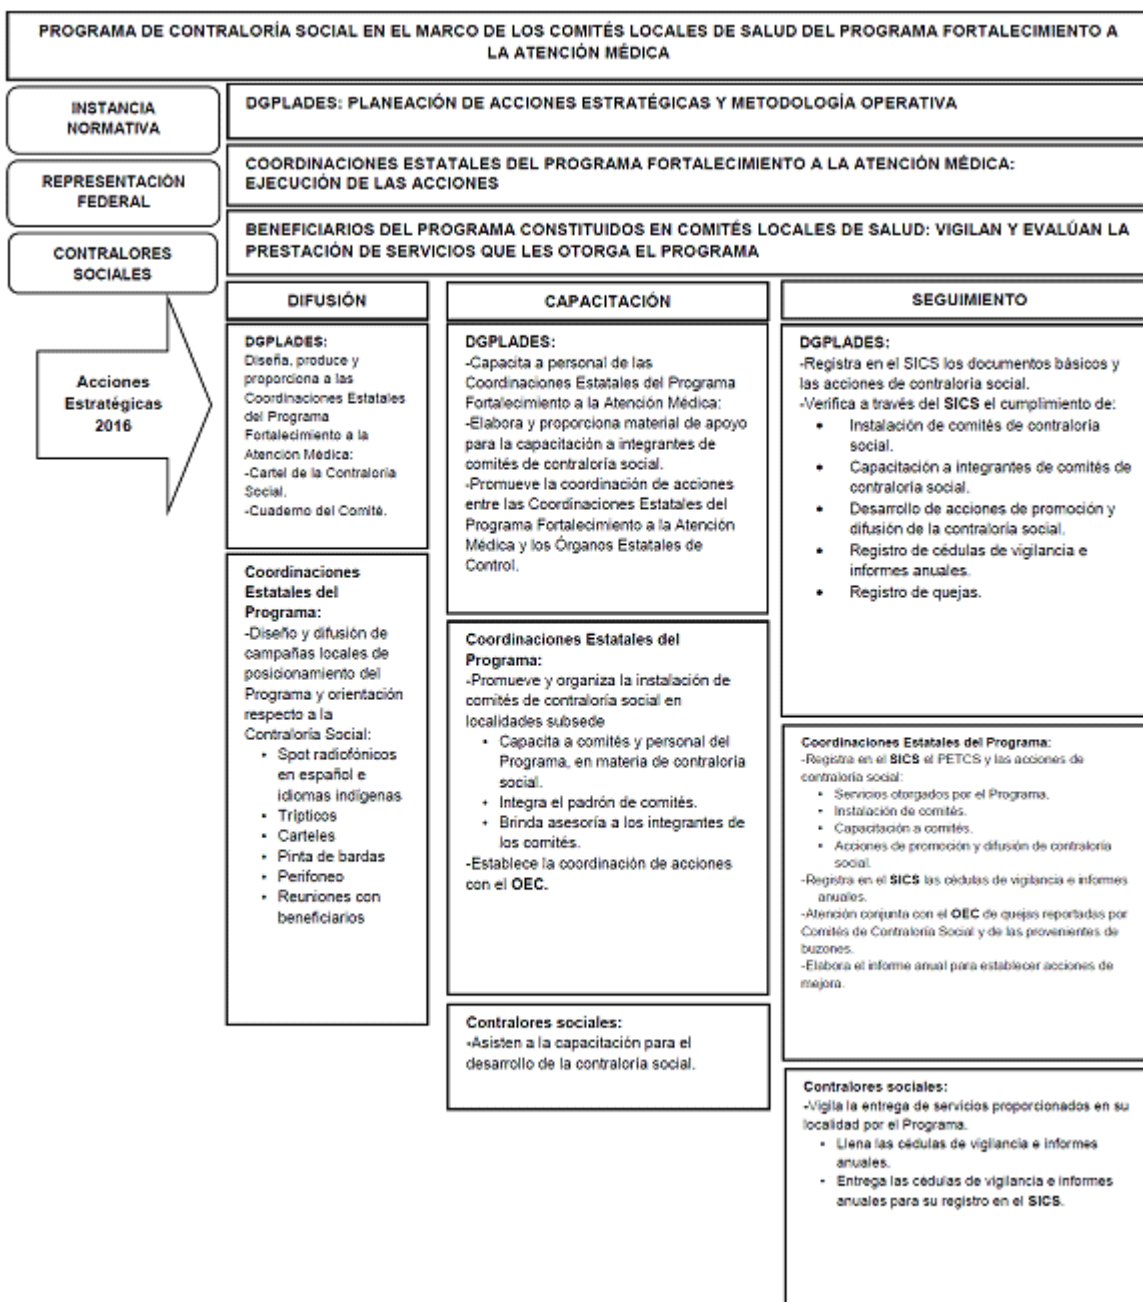 PROGRAMA DE CONTRALORÍA SOCIAL EN EL MARCO DE LOS COMITÉS LOCALES DE SALUD DEL PROGRAMA FORTALECIMIENTO A
LA ATENCIÓN MÉDICA
INSTANCIA
NORMATIVA
DGPLADES: PLANEACIÓN DE ACCIONES ESTRATÉGICAS Y METODOLOGÍA OPERATIVA
REPRESENTACIÓN
FEDERAL
COORDINACIONES ESTATALES DEL PROGRAMA FORTALECIMIENTO A LA ATENCIÓN MÉDICA:
EJECUCIÓN DE LAS ACCIONES
CONTRALORES
SOCIALES
BENEFICIARIOS DEL PROGRAMA CONSTITUIDOS EN COMITÉS LOCALES DE SALUD: VIGILAN Y EVALÚAN LA
PRESTACIÓN DE SERVICIOS QUE LES OTORGA EL PROGRAMA
Acciones
Estratégicas
2016
DIFUSIÓN
DGPLADES:
Diseña, produce y
proporciona a las
Coordinaciones Estatales
del Programa
Fortalecimiento a la
Atención Médica:
-Cartel de la Contraloría
Social.
-Cuaderno del Comité.
Coordinaciones
Estatales del
Programa:
-Diseño y difusión de
campañas locales de
posicionamiento del
Programa y orientación
respecto a la
Contraloría Social:
• Spot radiofónicos
en español e
idiomas indígenas
• Trípticos
• Carteles
• Pinta de bardas
• Perifoneo
• Reuniones con
beneficiarios
CAPACITACIÓN
DGPLADES:
-Capacita a personal de las
Coordinaciones Estatales del Programa
Fortalecimiento a la Atención Médica:
-Elabora y proporciona material de apoyo
para la capacitación a integrantes de
comités de contraloría social.
-Promueve la coordinación de acciones
entre las Coordinaciones Estatales del
Programa Fortalecimiento a la Atención
Médica y los Órganos Estatales de
Control.
Coordinaciones Estatales del
Programa:
-Promueve y organiza la instalación de
comités de contraloría social en
localidades subsede
• Capacita a comités y personal del
Programa, en materia de contraloría
social.
• Integra el padrón de comités.
• Brinda asesoría a los integrantes de
los comités.
-Establece la coordinación de acciones
con el OEC.
Contralores sociales:
-Asisten a la capacitación para el
desarrollo de la contraloría social.
SEGUIMIENTO
DGPLADES:
-Registra en el SICS los documentos básicos y
las acciones de contraloría social.
-Verifica a través del SICS el cumplimiento de:
• Instalación de comités de contraloría
social.
• Capacitación a integrantes de comités de
contraloría social.
• Desarrollo de acciones de promoción y
difusión de la contraloría social.
• Registro de cédulas de vigilancia e
informes anuales.
• Registro de quejas.
Coordinaciones Estatales del Programa:
-Registra en el SICS el PETCS y las acciones de
contraloría social:
• Servicios otorgados por el Programa.
• Instalación de comités.
• Capacitación a comités.
• Acciones de promoción y difusión de contraloría
social.
-Registra en el SICS las cédulas de vigilancia e informes
anuales.
-Atención conjunta con el OEC de quejas reportadas por
Comités de Contraloría Social y de las provenientes de
buzones.
-Elabora el informe anual para establecer acciones de
mejora.
Contralores sociales:
-Vigila la entrega de servicios proporcionados en su
localidad por el Programa.
• Llena las cédulas de vigilancia e informes
anuales.
• Entrega las cédulas de vigilancia e informes
anuales para su registro en el SICS.